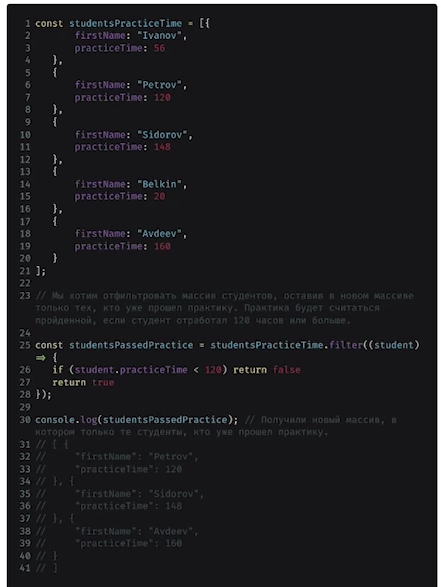 1 const studentsPracticeTime = [{
2 firstName: "Ivanov",
3 practiceTime: 56
4 },
5 {
6 firstName: "Petrov",
7 practiceTime: 120
8 },
9 {
10 firstName: "Sidorov",
11 practiceTime: 148
12 },
13 {
14 firstName: "Belkin",
15 practiceTime: 20
16 },
17 {
18 firstName: "Avdeev",
19 practiceTime: 160
20 }
21 ];
22
23 // Мы хотим отфильтровать массив студентов, оставив в новом массиве
только тех, кто уже прошел практику. Практика будет считаться
пройденной, если студент отработал 120 часов или больше.
24
25 const studentsPassedPractice = studentsPracticeTime.filter((student)
=> {
26 if (student.practiceTime < 120) return false
27 return true
28 });
29
30 console.log(studentsPassedPractice); // Получили новый массив, в
котором только те студенты, кто уже прошел практику.
31 // [ {
32 // "firstName": "Petrov",
33 // "practiceTime": 120
34 // }, {
35 // "firstName": "Sidorov",
36 // "practiceTime": 148
37 // }, {
38 // "firstName": "Avdeev",
39 // "practiceTime": 160
40 // }
41 // ]